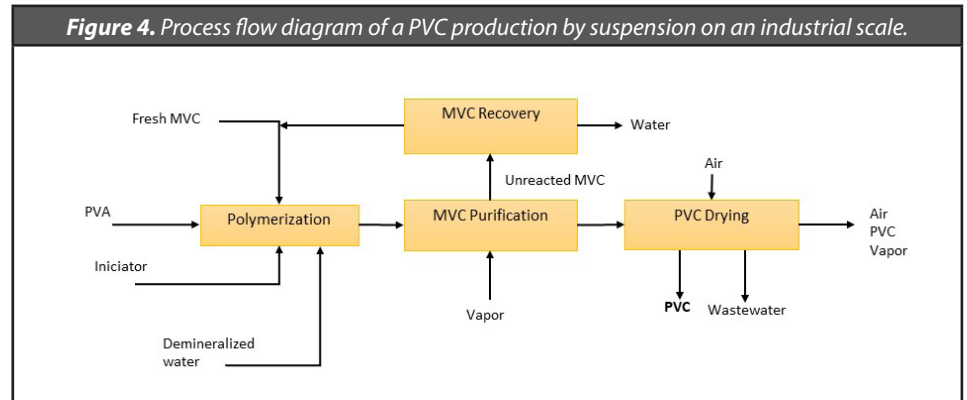 Figure 4. Process flow diagram of a PVC production by suspension on an industrial scale.
Fresh MVC
MVC Recovery
Water
Unreacted MVC
Air
PVA
Polymerization
MVC Purification
PVC Drying
Air
PVC
Vapor
Iniciator
Vapor
PVC
Wastewater
Demineralized
water